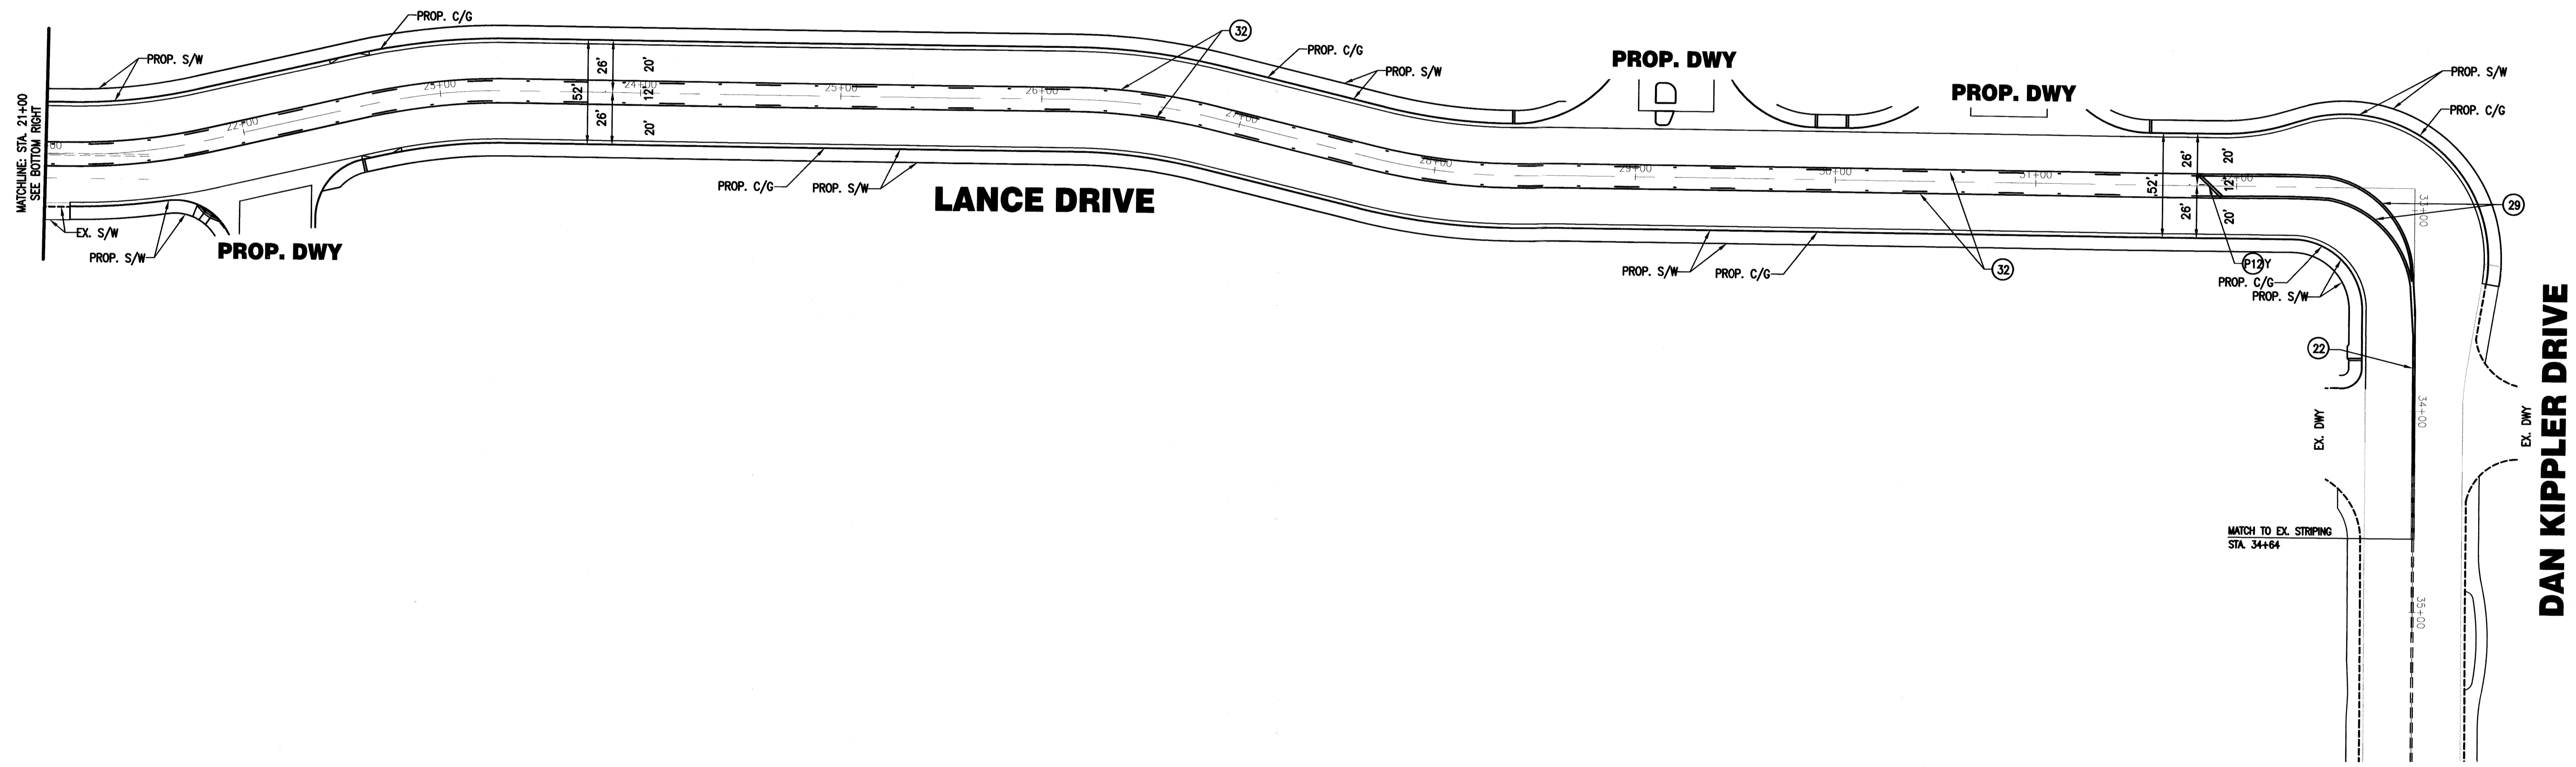 PROP. C/G
PROP. S/W
MATCHLINE: STA. 21+00
SEE BOTTOM RIGHT
22+00
23+00
24+00
25+00
26+00
27+00
28+00
29+00
30+00
31+00
32+00
33+00
34+00
35+00
52'
26'
26'
20'
12'
20'
32
PROP. C/G
PROP. S/W
PROP. DWY
PROP. DWY
PROP. S/W
PROP. C/G
EX. S/W
PROP. S/W
PROP. DWY
PROP. C/G
PROP. S/W
LANCE DRIVE
PROP. S/W
PROP. C/G
32
52'
26'
26'
20'
12'
20'
29
P12Y
PROP. C/G
PROP. S/W
22
EX. DWY
EX. DWY
DAN KIPPLER DRIVE
MATCH TO EX. STRIPING
STA. 34+64